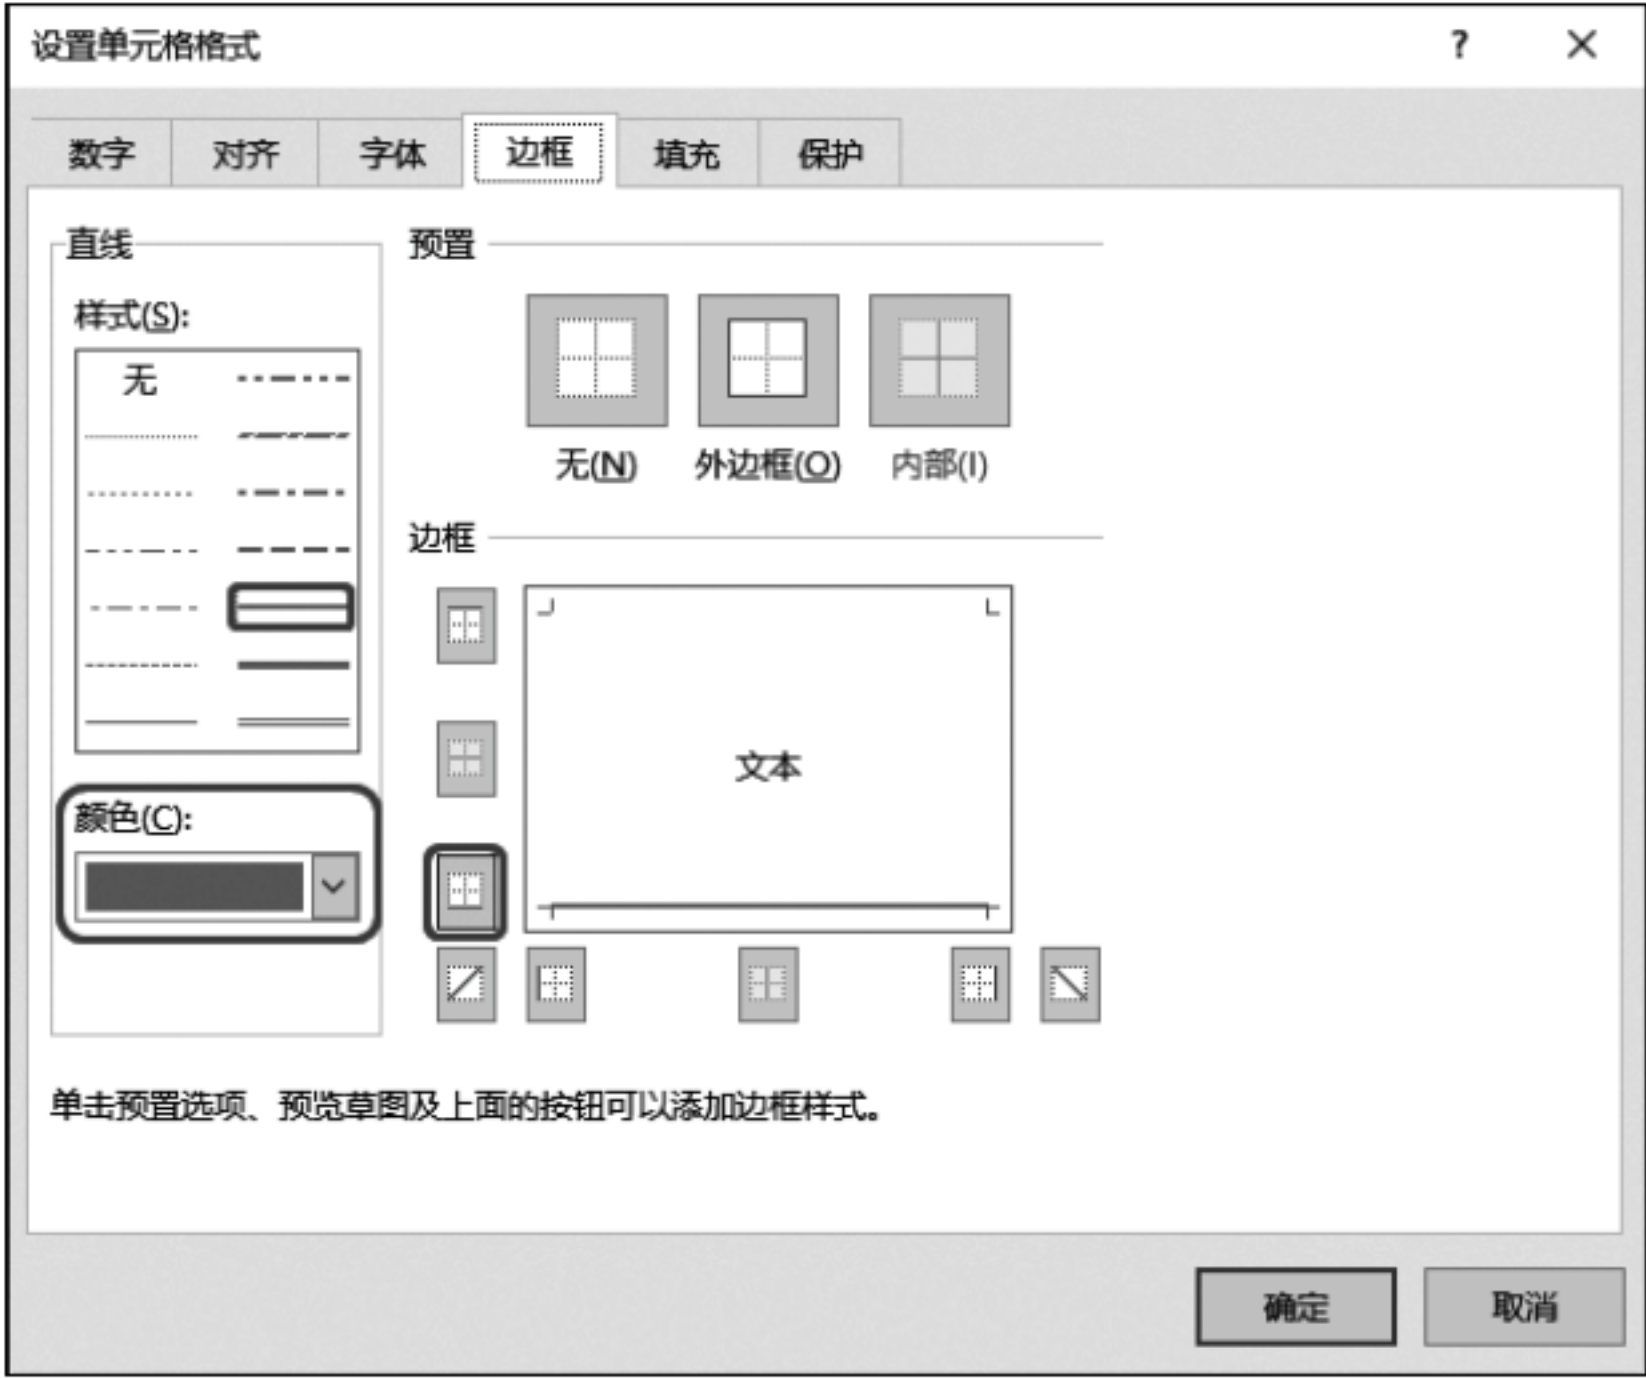 设置单元格格式 ? ×
数字 对齐 字体 边框 填充 保护
直线
样式(S):
无
颜色(C):
预置
无(N) 外边框(O) 内部(I)
边框
文本
单击预置选项、预览草图及上面的按钮可以添加边框样式。
确定 取消